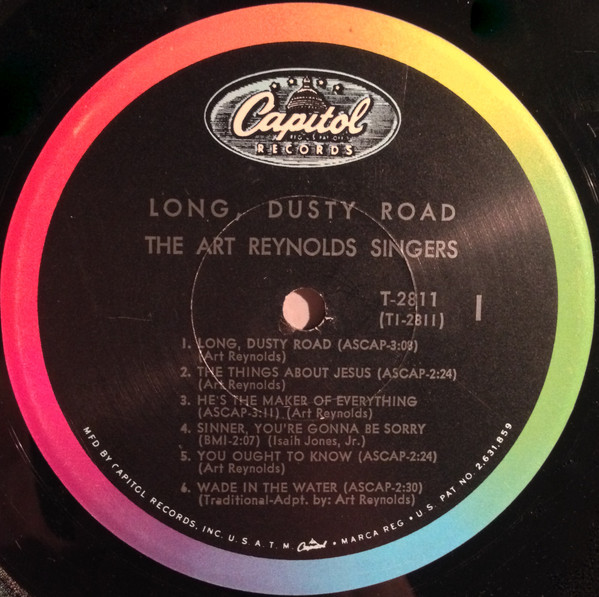 Capitol
RECORDS
LONG, DUSTY ROAD
THE ART REYNOLDS SINGERS
T-2811 1
(T1-2811)
1. LONG, DUSTY ROAD (ASCAP-3:08)
(Art Reynolds)
2. THE THINGS ABOUT JESUS (ASCAP-2:24)
(Art Reynolds)
3. HE'S THE MAKER OF EVERYTHING
(ASCAP-3:11) (Art Reynolds)
4. SINNER, YOU'RE GONNA BE SORRY
(BMI-2:07) (Isaih Jones, Jr.)
5. YOU OUGHT TO KNOW (ASCAP-2:24)
(Art Reynolds)
6. WADE IN THE WATER (ASCAP-2:30)
(Traditional-Adpt. by: Art Reynolds)
MFD BY CAPITOL RECORDS, INC. U.S.A. T.M. Capitol • MARCA REG • U.S. PAT NO. 2,631,859